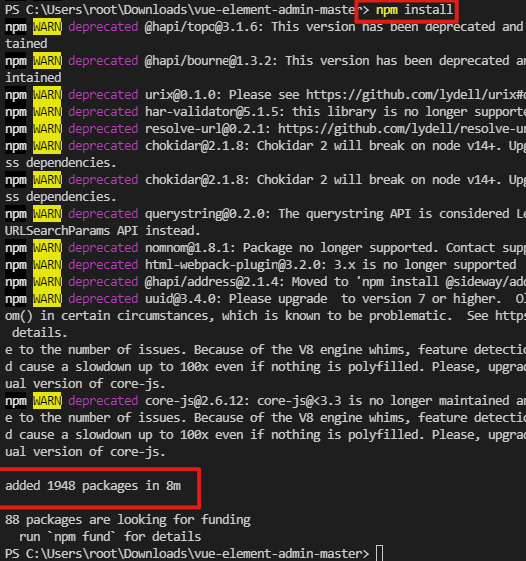 PS C:\Users\root\Downloads\vue-element-admin-master> npm install
npm WARN deprecated @hapi/topo@3.1.6: This version has been deprecated and
tained
npm WARN deprecated @hapi/bourne@1.3.2: This version has been deprecated an
intained
npm WARN deprecated urix@0.1.0: Please see https://github.com/lydell/urix#d
npm WARN deprecated har-validator@5.1.5: this library is no longer supporte
npm WARN deprecated resolve-url@0.2.1: https://github.com/lydell/resolve-ur
npm WARN deprecated chokidar@2.1.8: Chokidar 2 will break on node v14+. Upg
ss dependencies.
npm WARN deprecated chokidar@2.1.8: Chokidar 2 will break on node v14+. Upg
ss dependencies.
npm WARN deprecated querystring@0.2.0: The querystring API is considered Le
URLSearchParams API instead.
npm WARN deprecated nomnom@1.8.1: Package no longer supported. Contact supp
npm WARN deprecated html-webpack-plugin@3.2.0: 3.x is no longer supported
npm WARN deprecated @hapi/address@2.1.4: Moved to 'npm install @sideway/add
npm WARN deprecated uuid@3.4.0: Please upgrade  to version 7 or higher.  Ol
om() in certain circumstances, which is known to be problematic.  See https
 details.
e to the number of issues. Because of the V8 engine whims, feature detectio
d cause a slowdown up to 100x even if nothing is polyfilled. Please, upgrad
ual version of core-js.
npm WARN deprecated core-js@2.6.12: core-js@<3.3 is no longer maintained an
e to the number of issues. Because of the V8 engine whims, feature detectio
d cause a slowdown up to 100x even if nothing is polyfilled. Please, upgrad
ual version of core-js.
added 1948 packages in 8m
88 packages are looking for funding
  run `npm fund` for details
PS C:\Users\root\Downloads\vue-element-admin-master>